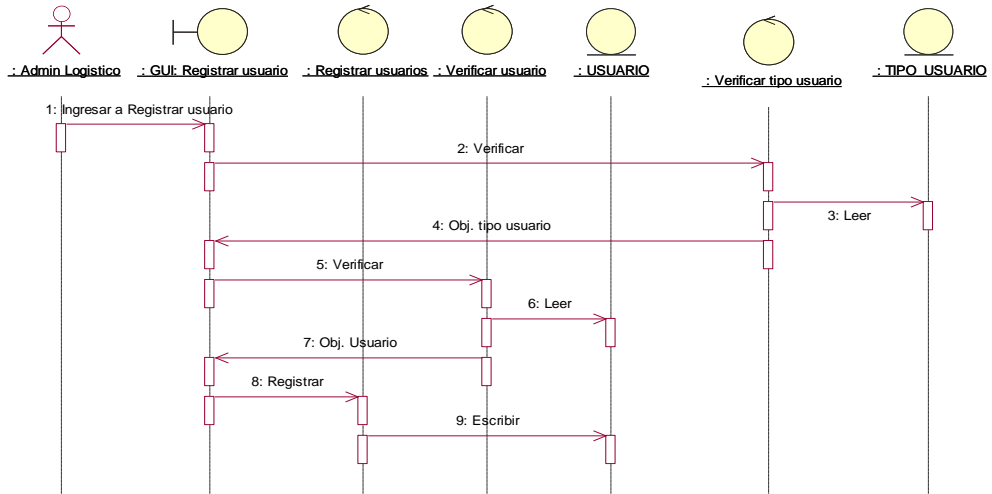 : Admin Logistico
: GUI: Registrar usuario
: Registrar usuarios
: Verificar usuario
: USUARIO
: Verificar tipo usuario
: TIPO_USUARIO
1: Ingresar a Registrar usuario
2: Verificar
3: Leer
4: Obj. tipo usuario
5: Verificar
6: Leer
7: Obj. Usuario
8: Registrar
9: Escribir